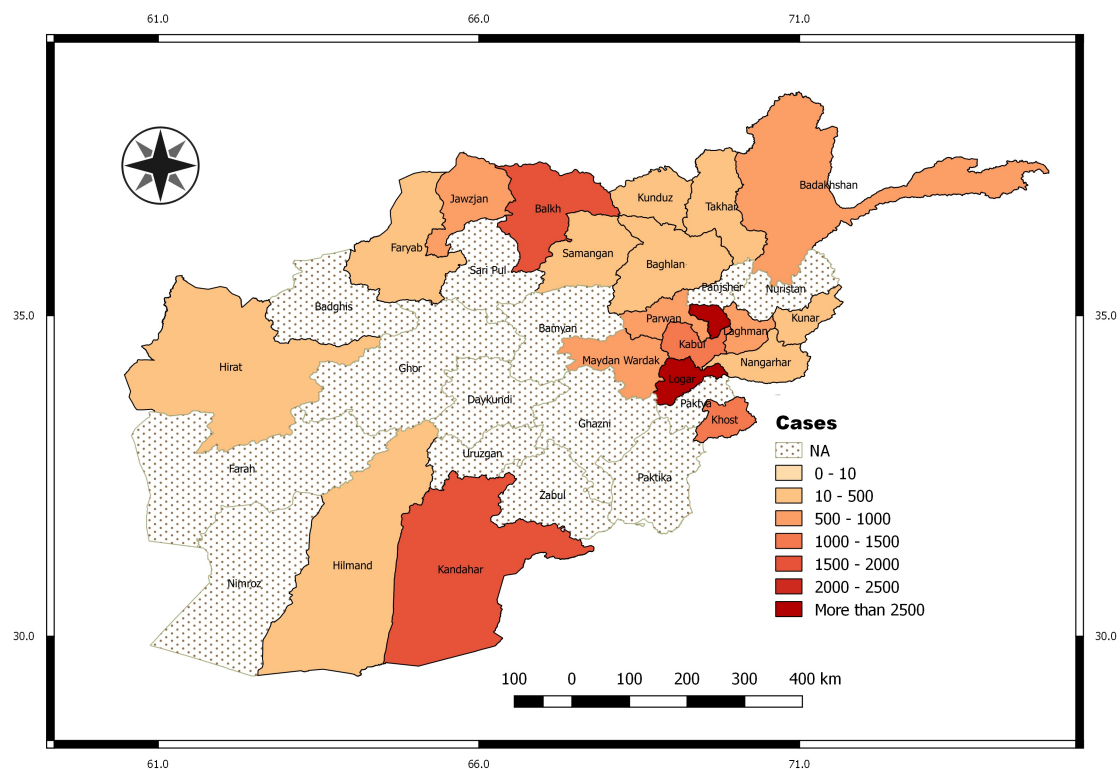 61.0
66.0
71.0
Badakhshan
Jawzjan
Kunduz
Balkh
Takhar
Faryab
Samangan
Baghlan
Sari Pul
Panjsher
Nuristan
Badghis
35.0
35.0
Parwan
Kunar
Bamyan
Laghman
Kabul
Maydan Wardak
Nangarhar
Hirat
Ghor
Logar
Daykundi
Paktya
Khost
Ghazni
Cases
NA
Uruzgan
Farah
0 - 10
Paktika
Zabul
10 - 500
500 - 1000
1000 - 1500
Hilmand
Kandahar
1500 - 2000
Nimroz
2000 - 2500
More than 2500
30.0
30.0
100 0 100 200 300 400 km
61.0
66.0
71.0